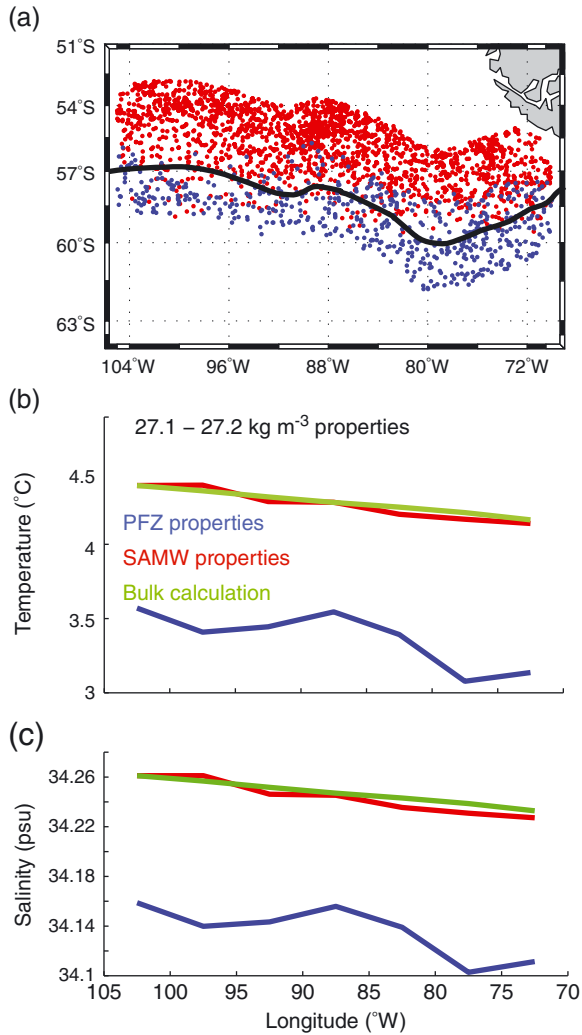 (a)
51°S
54°S
57°S
60°S
63°S
104°W 96°W 88°W 80°W 72°W
(b)
27.1 – 27.2 kg m-3 properties
4.5
4
3.5
3
Temperature (°C)
PFZ properties
SAMW properties
Bulk calculation
(c)
34.26
34.22
34.18
34.14
34.1
Salinity (psu)
105 100 95 90 85 80 75 70
Longitude (°W)